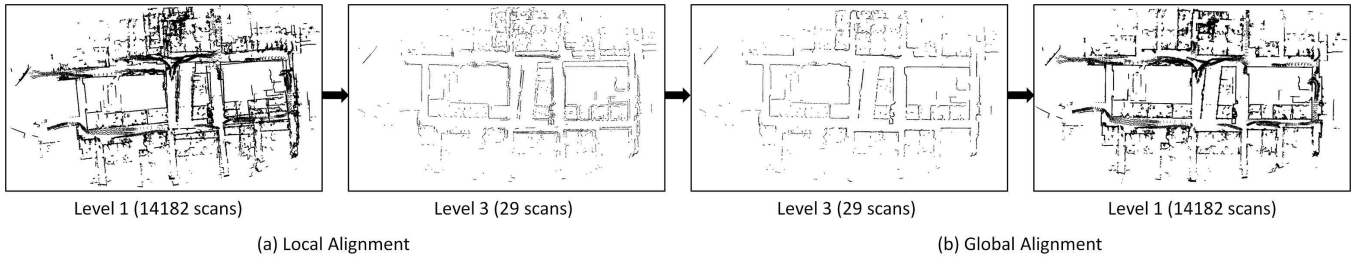 Level 1 (14182 scans)
Level 3 (29 scans)
Level 3 (29 scans)
Level 1 (14182 scans)
(a) Local Alignment
(b) Global Alignment